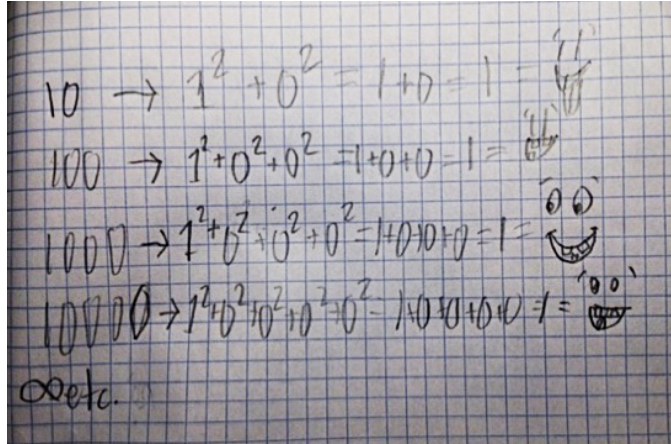 10 → 1² + 0² = 1+0 = 1 =
100 → 1²+0²+0² =1+0+0=1=
1000 → 1²+0²+0²+0²=1+0+0+0=1=
10000→1²+0²+0²+0²+0²=1+0+0+0+0=1=
∞etc.